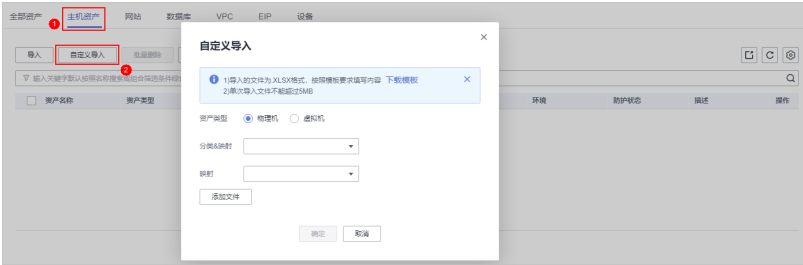 全部资产 主机资产 网站 数据库 VPC EIP 设备
1
导入 自定义导入 批量删除
2
输入关键字默认按照名称搜索
资产名称 资产类型 环境 防护状态 描述 操作
自定义导入
1)导入的文件为.XLSX格式，按照模板要求填写内容 下载模板
2)单次导入文件不能超过5MB
资产类型 物理机 虚拟机
分类&映射
映射
添加文件
确定 取消